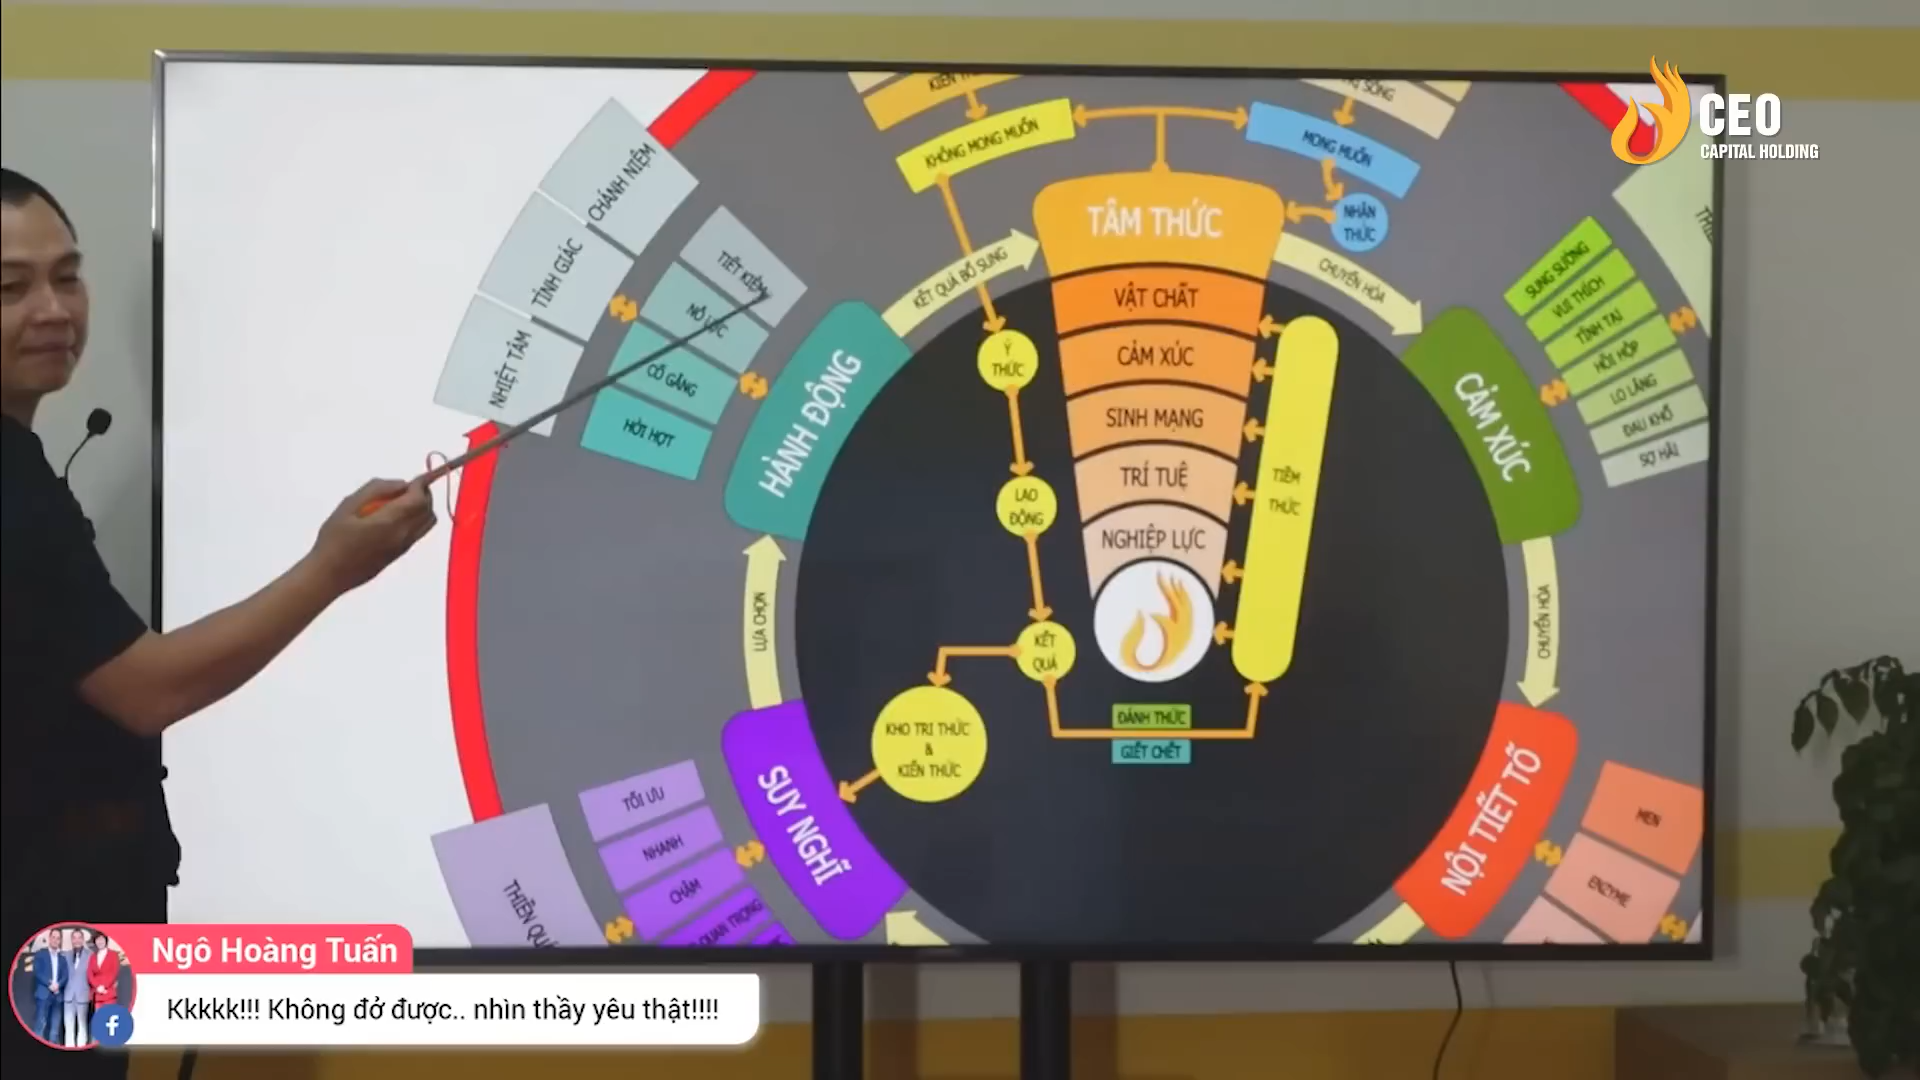 CEO
CAPITAL HOLDING
KHÔNG MONG MUỐN
MONG MUỐN
NHẬN
THỨC
TÂM THỨC
VẬT CHẤT
CẢM XÚC
SINH MẠNG
TRÍ TUỆ
NGHIỆP LỰC
CHÁNH NIỆM
TỈNH GIÁC
NHIỆT TÂM
TIẾT KIỆM
NỖ LỰC
CỐ GẮNG
HỜI HỢT
HÀNH ĐỘNG
KẾT QUẢ BỔ SUNG
CHUYỂN HÓA
Ý
THỨC
LAO
ĐỘNG
KẾT
QUẢ
TIỀM
THỨC
CẢM XÚC
SUNG SƯỚNG
VUI THÍCH
TĨNH TẠI
HỒI HỘP
LO LẮNG
ĐAU KHỔ
SỢ HÃI
LỰA CHỌN
CHUYỂN HÓA
KHO TRI THỨC
&
KIẾN THỨC
ĐÁNH THỨC
GIẾT CHẾT
SUY NGHĨ
TỐI ƯU
NHANH
CHẬM
QUAN TRỌNG
NỘI TIẾT TỐ
MEN
ENZYME
Ngô Hoàng Tuấn
Kkkkk!!! Không đở được.. nhìn thầy yêu thật!!!!